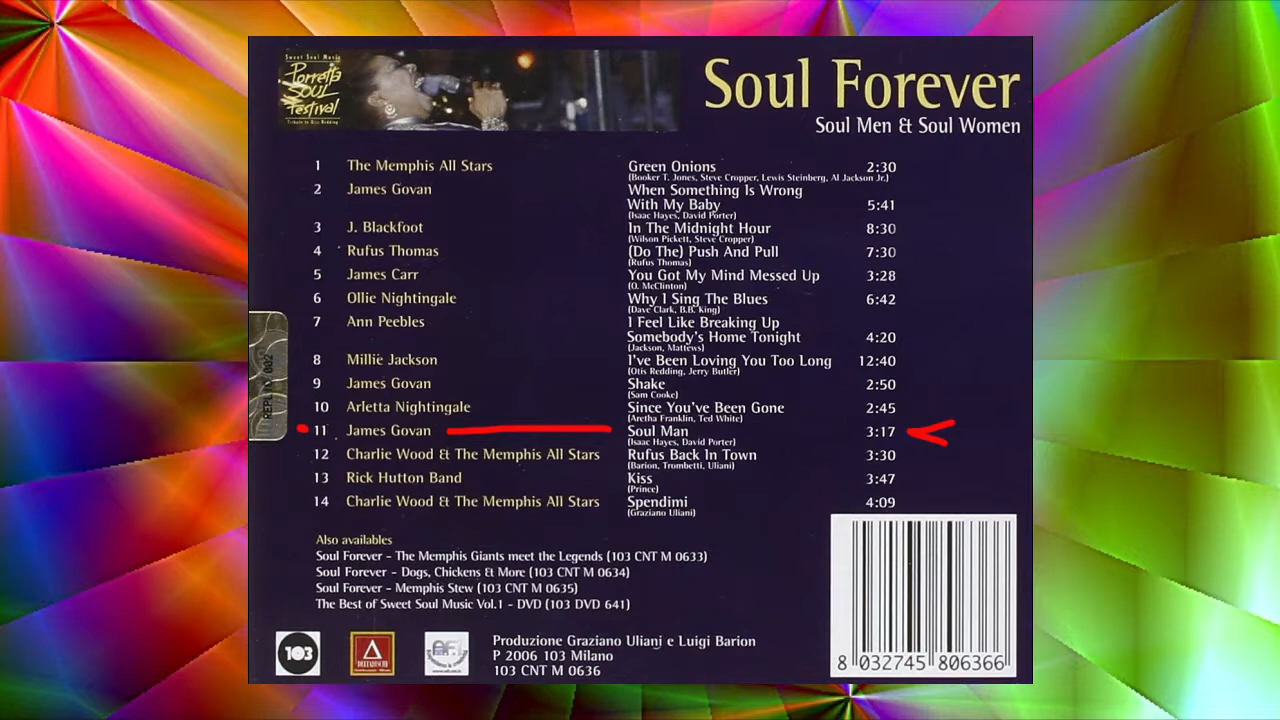 Sweet Soul Music
Porretta
SOUL
Festival
Tribute to Otis Redding
Soul Forever
Soul Men & Soul Women
1 The Memphis All Stars Green Onions 2:30
(Booker T. Jones, Steve Cropper, Lewis Steinberg, Al Jackson Jr.)
2 James Govan When Something Is Wrong
With My Baby 5:41
(Isaac Hayes, David Porter)
3 J. Blackfoot In The Midnight Hour 8:30
(Wilson Pickett, Steve Cropper)
4 Rufus Thomas (Do The) Push And Pull 7:30
(Rufus Thomas)
5 James Carr You Got My Mind Messed Up 3:28
(O. McClinton)
6 Ollie Nightingale Why I Sing The Blues 6:42
(Dave Clark, B.B. King)
7 Ann Peebles I Feel Like Breaking Up
Somebody's Home Tonight 4:20
(Jackson, Mattews)
8 Millie Jackson I've Been Loving You Too Long 12:40
(Otis Redding, Jerry Butler)
9 James Govan Shake 2:50
(Sam Cooke)
10 Arletta Nightingale Since You've Been Gone 2:45
(Aretha Franklin, Ted White)
11 James Govan Soul Man 3:17
(Isaac Hayes, David Porter)
12 Charlie Wood & The Memphis All Stars Rufus Back In Town 3:30
(Barion, Trombetti, Uliani)
13 Rick Hutton Band Kiss 3:47
(Prince)
14 Charlie Wood & The Memphis All Stars Spendimi 4:09
(Graziano Uliani)
Also availables
Soul Forever - The Memphis Giants meet the Legends (103 CNT M 0633)
Soul Forever - Dogs, Chickens & More (103 CNT M 0634)
Soul Forever - Memphis Stew (103 CNT M 0635)
The Best of Sweet Soul Music Vol.1 - DVD (103 DVD 641)
103
Produzione Graziano Uliani e Luigi Barion
P 2006 103 Milano
103 CNT M 0636
8 032745 806366